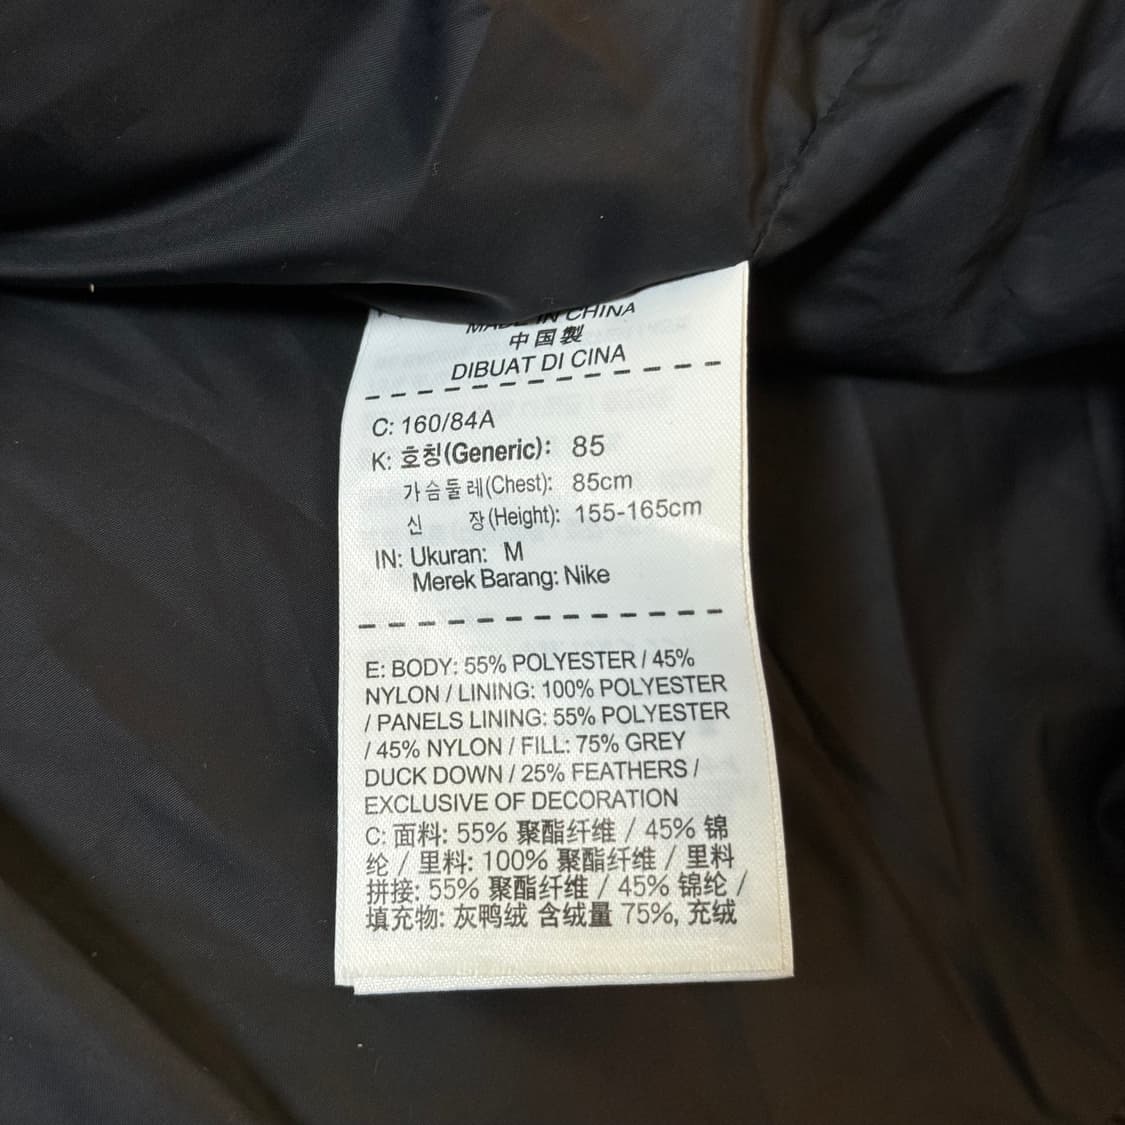 MADE IN CHINA
中国製
DIBUAT DI CINA
C: 160/84A
K: 호칭(Generic): 85
가슴둘레(Chest): 85cm
신 장(Height): 155-165cm
IN: Ukuran: M
Merek Barang: Nike
E: BODY: 55% POLYESTER / 45%
NYLON / LINING: 100% POLYESTER
/ PANELS LINING: 55% POLYESTER
/ 45% NYLON / FILL: 75% GREY
DUCK DOWN / 25% FEATHERS /
EXCLUSIVE OF DECORATION
C: 面料: 55% 聚酯纤维 / 45% 锦
纶 / 里料: 100% 聚酯纤维 / 里料
拼接: 55% 聚酯纤维 / 45% 锦纶 /
填充物: 灰鸭绒 含绒量 75%, 充绒